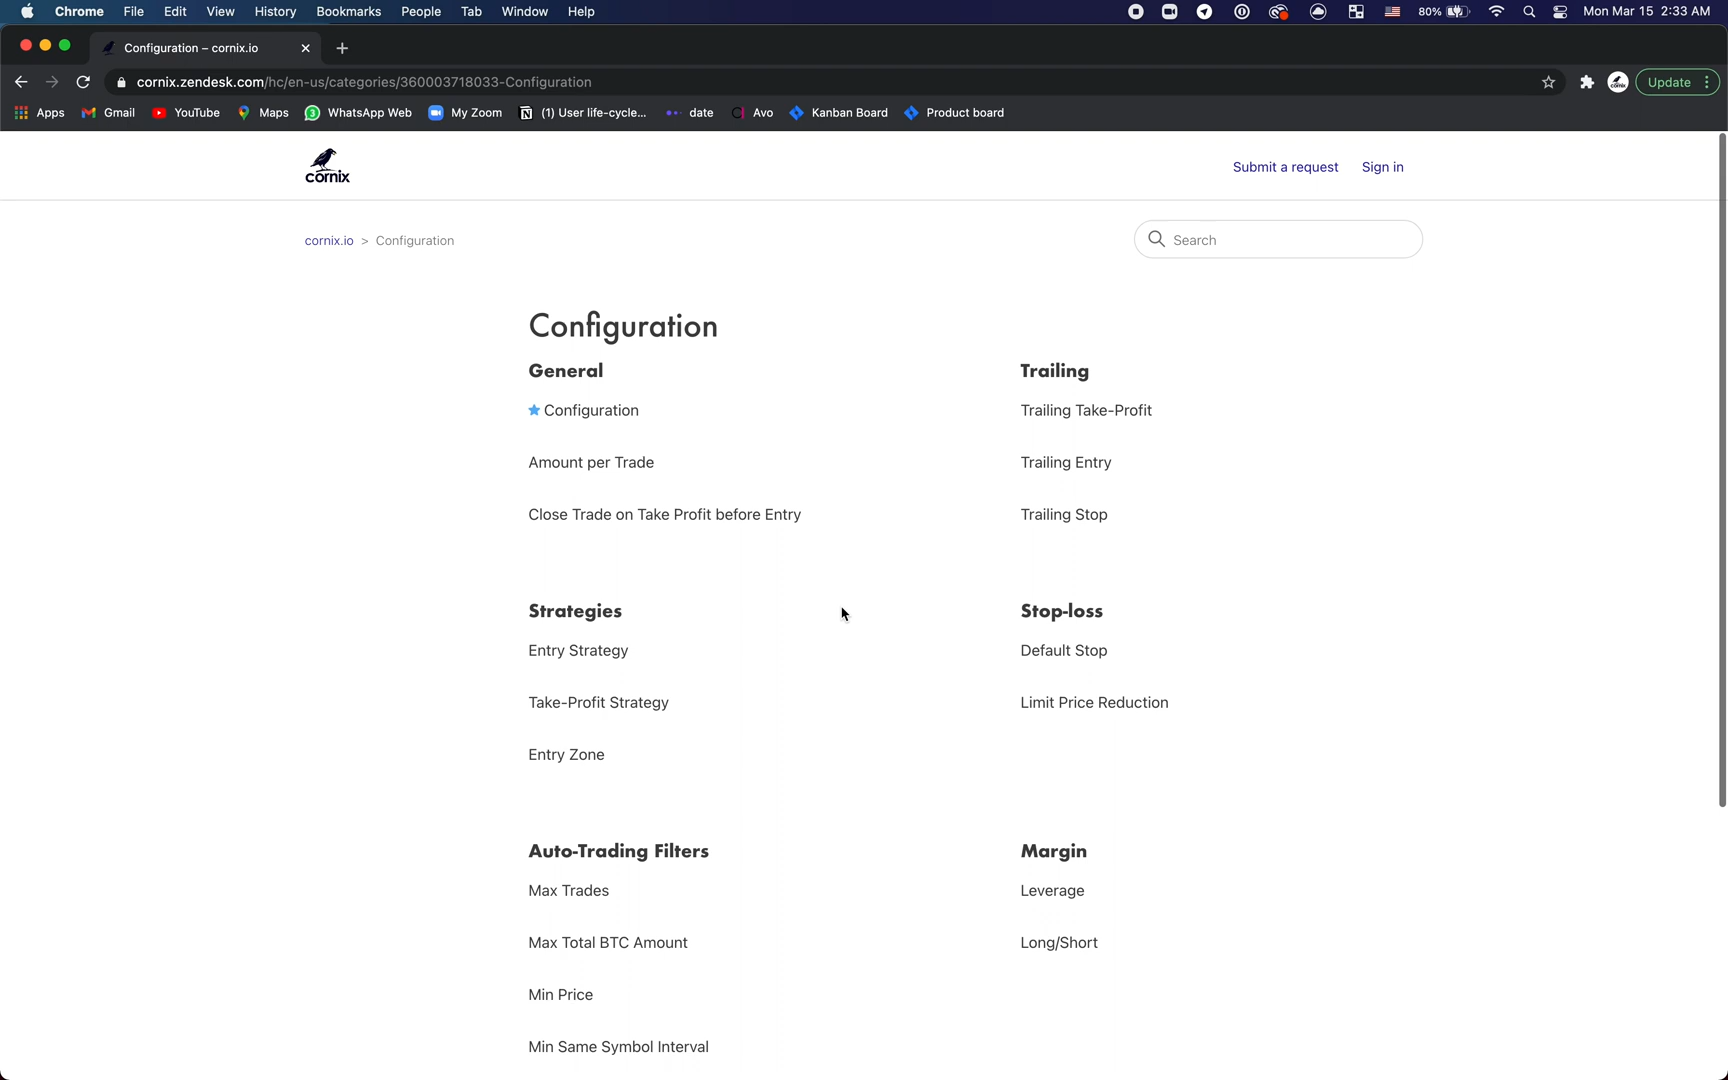 Chrome File Edit View History Bookmarks People Tab Window Help 80% Mon Mar 15 2:33 AM
Configuration – cornix.io
cornix.zendesk.com/hc/en-us/categories/360003718033-Configuration Update
Apps Gmail YouTube Maps 3 WhatsApp Web My Zoom (1) User life-cycle... date Avo Kanban Board Product board
cornix
Submit a request Sign in
cornix.io > Configuration
Search
Configuration
General
Configuration
Amount per Trade
Close Trade on Take Profit before Entry
Trailing
Trailing Take-Profit
Trailing Entry
Trailing Stop
Strategies
Entry Strategy
Take-Profit Strategy
Entry Zone
Stop-loss
Default Stop
Limit Price Reduction
Auto-Trading Filters
Max Trades
Max Total BTC Amount
Min Price
Min Same Symbol Interval
Margin
Leverage
Long/Short